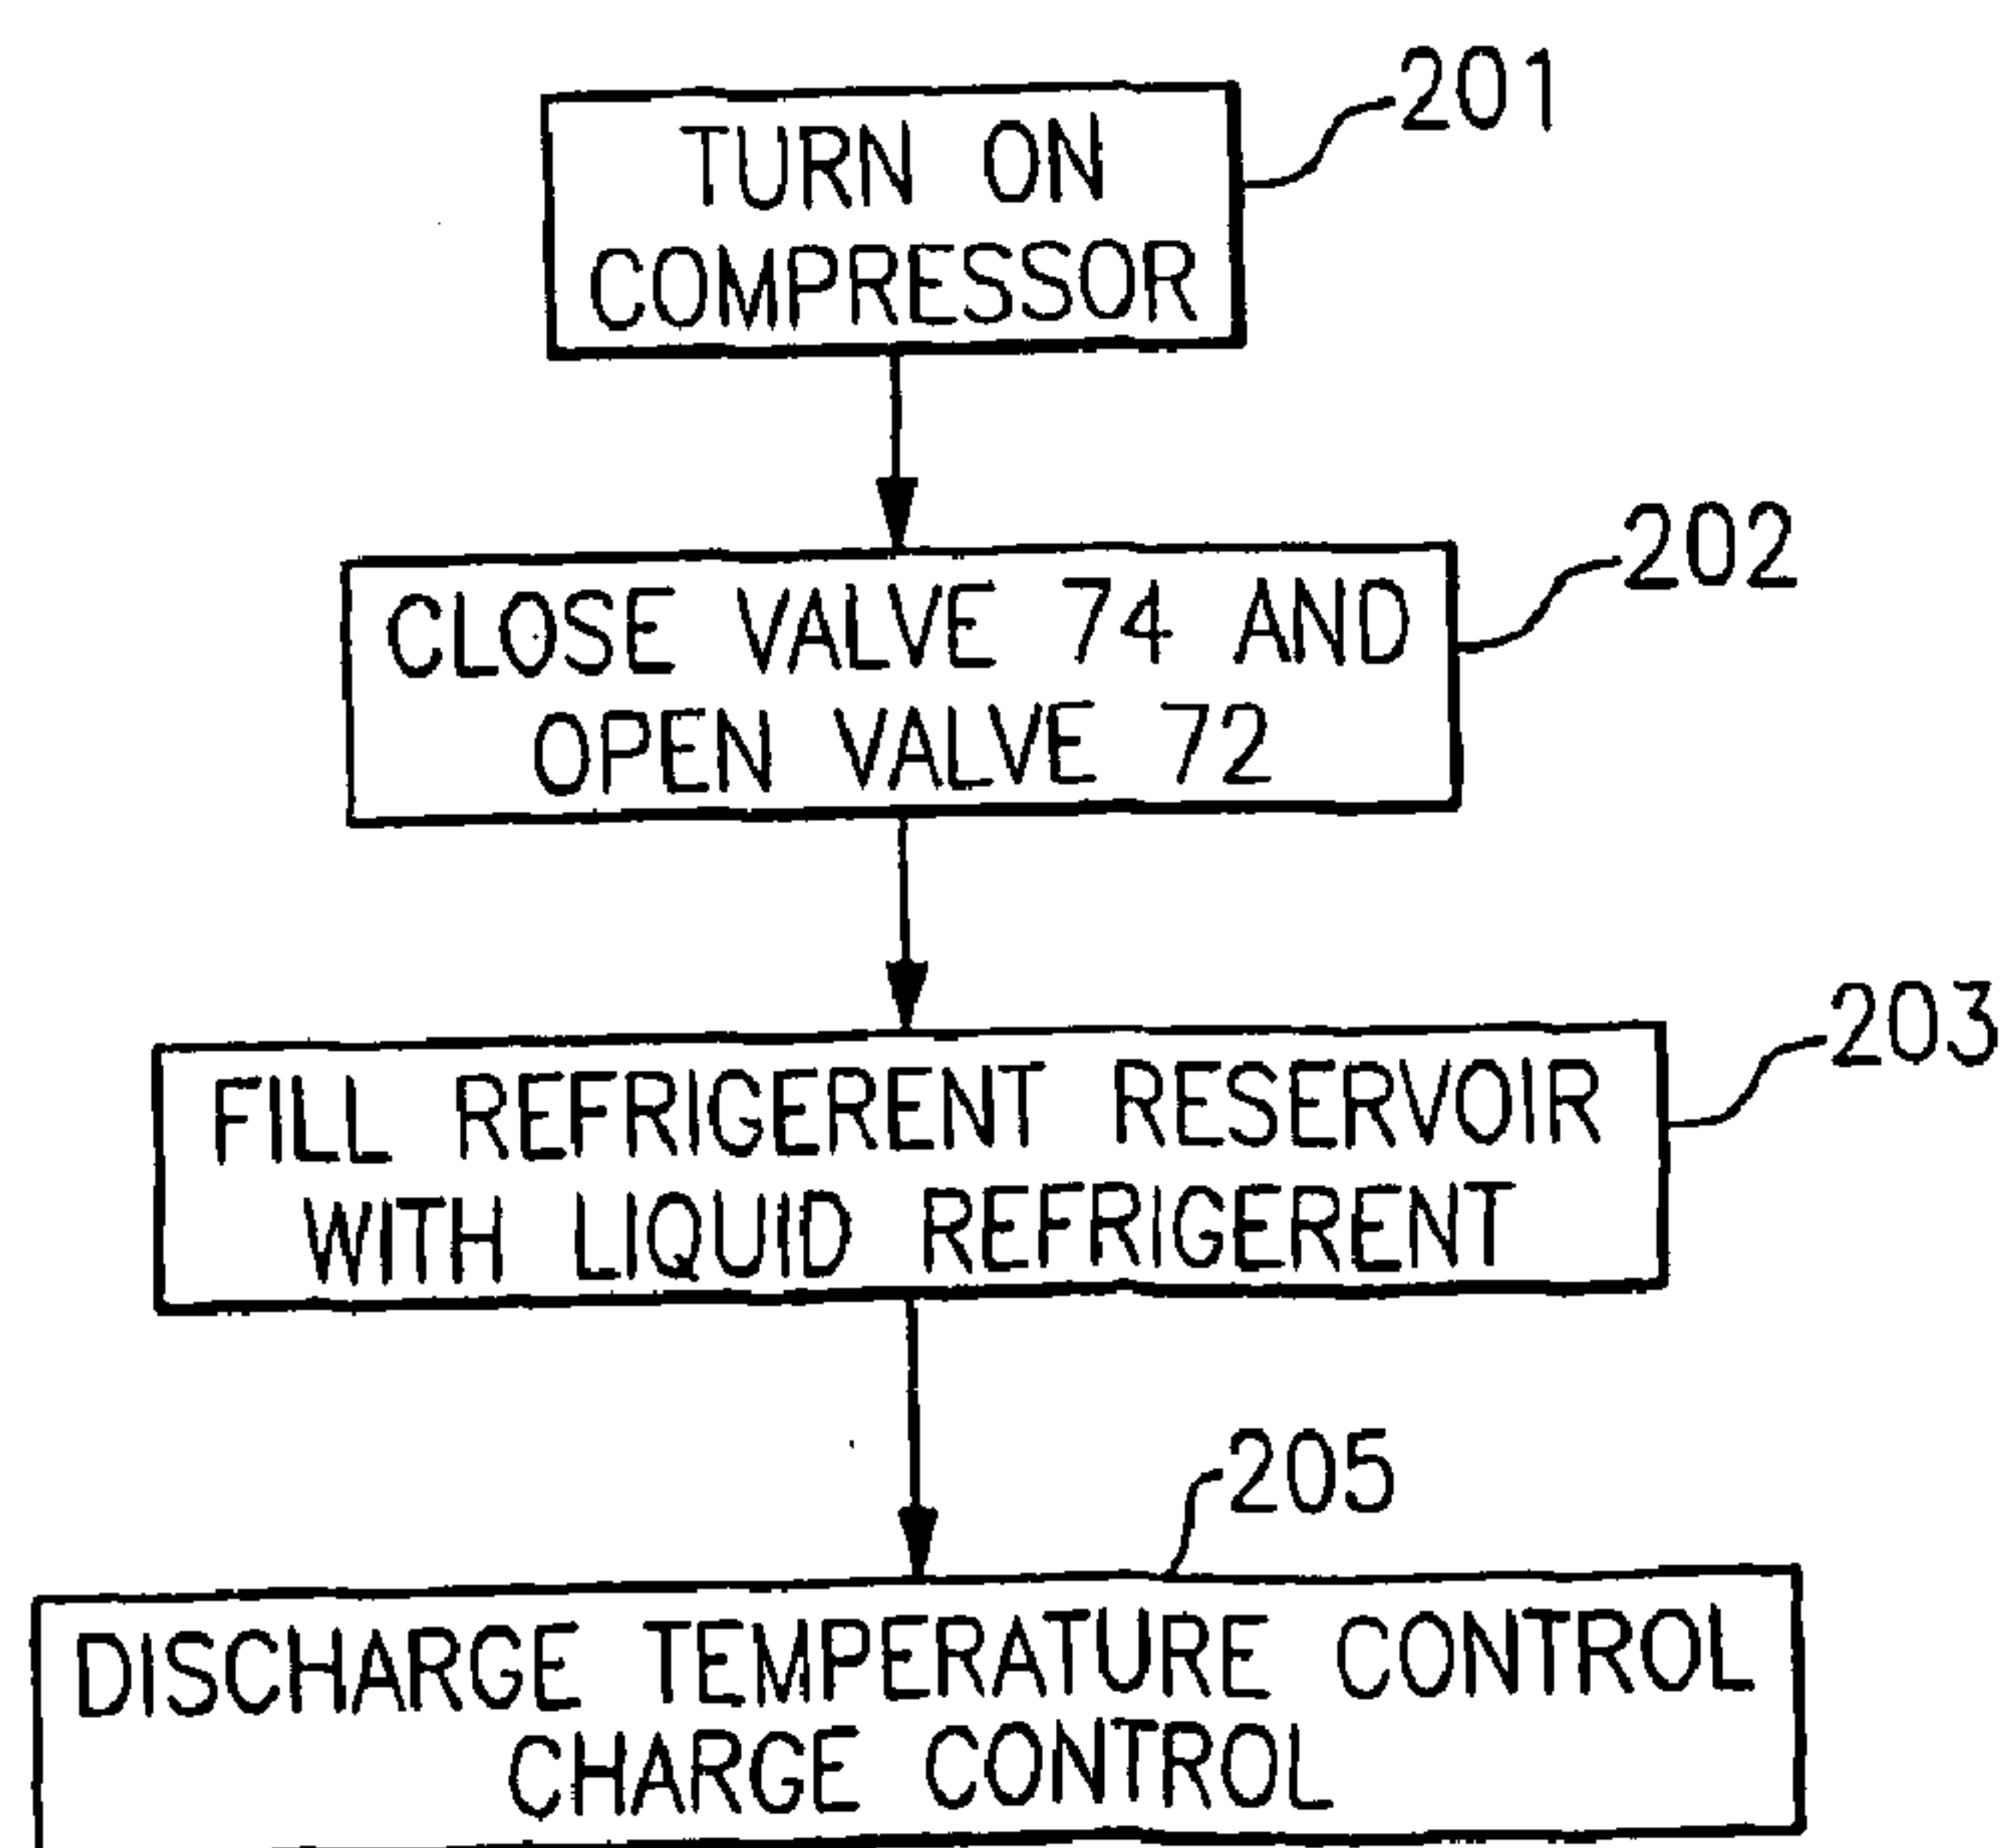 201
TURN ON
COMPRESSOR
202
CLOSE VALVE 74 AND
OPEN VALVE 72
203
FILL REFRIGERENT RESERVOIR
WITH LIQUID REFRIGERENT
205
DISCHARGE TEMPERATURE CONTROL
CHARGE CONTROL